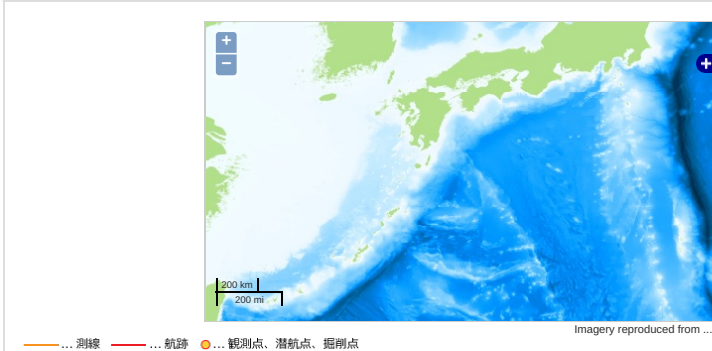 +
−
+
200 km
200 mi
Imagery reproduced from ...
... 測線 ... 航跡 ... 観測点、潜航点、掘削点